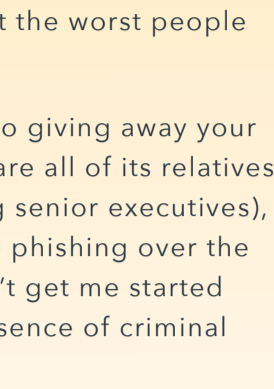 t the worst people
o giving away your
are all of its relatives
g senior executives),
phishing over the
't get me started
sence of criminal